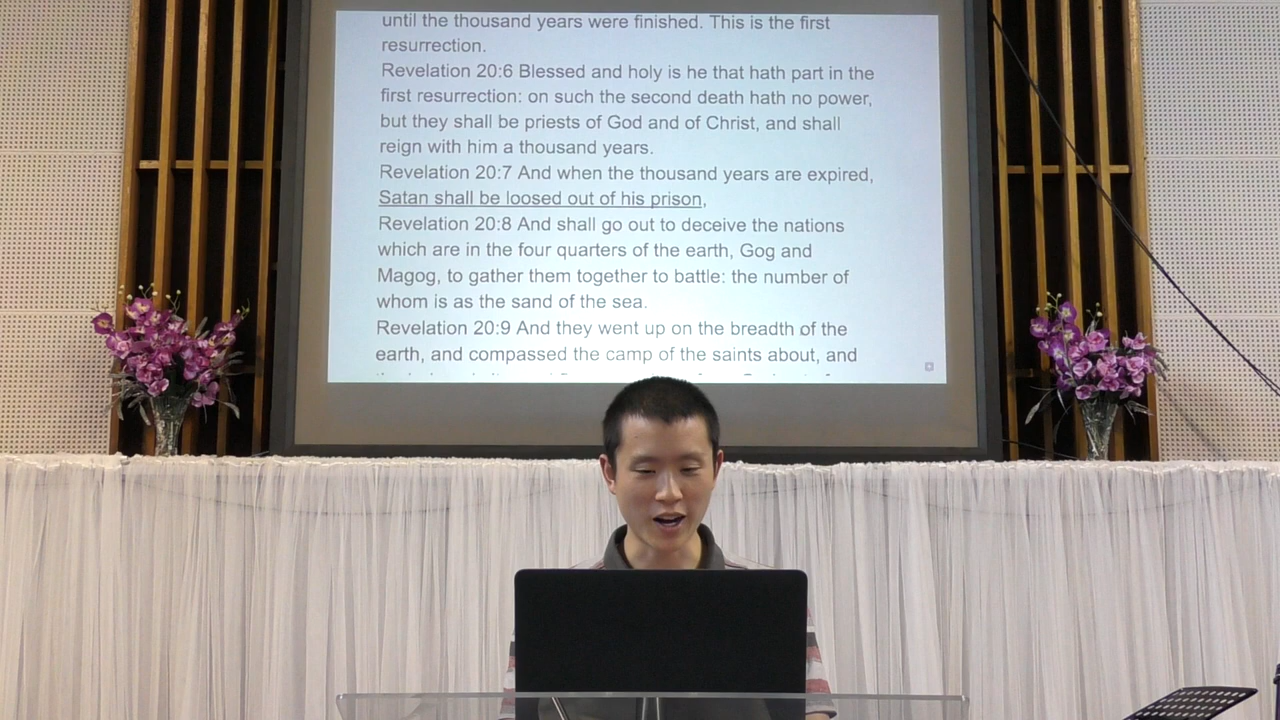 until the thousand years were finished. This is the first
resurrection.
Revelation 20:6 Blessed and holy is he that hath part in the
first resurrection: on such the second death hath no power,
but they shall be priests of God and of Christ, and shall
reign with him a thousand years.
Revelation 20:7 And when the thousand years are expired,
Satan shall be loosed out of his prison,
Revelation 20:8 And shall go out to deceive the nations
which are in the four quarters of the earth, Gog and
Magog, to gather them together to battle: the number of
whom is as the sand of the sea.
Revelation 20:9 And they went up on the breadth of the
earth, and compassed the camp of the saints about, and